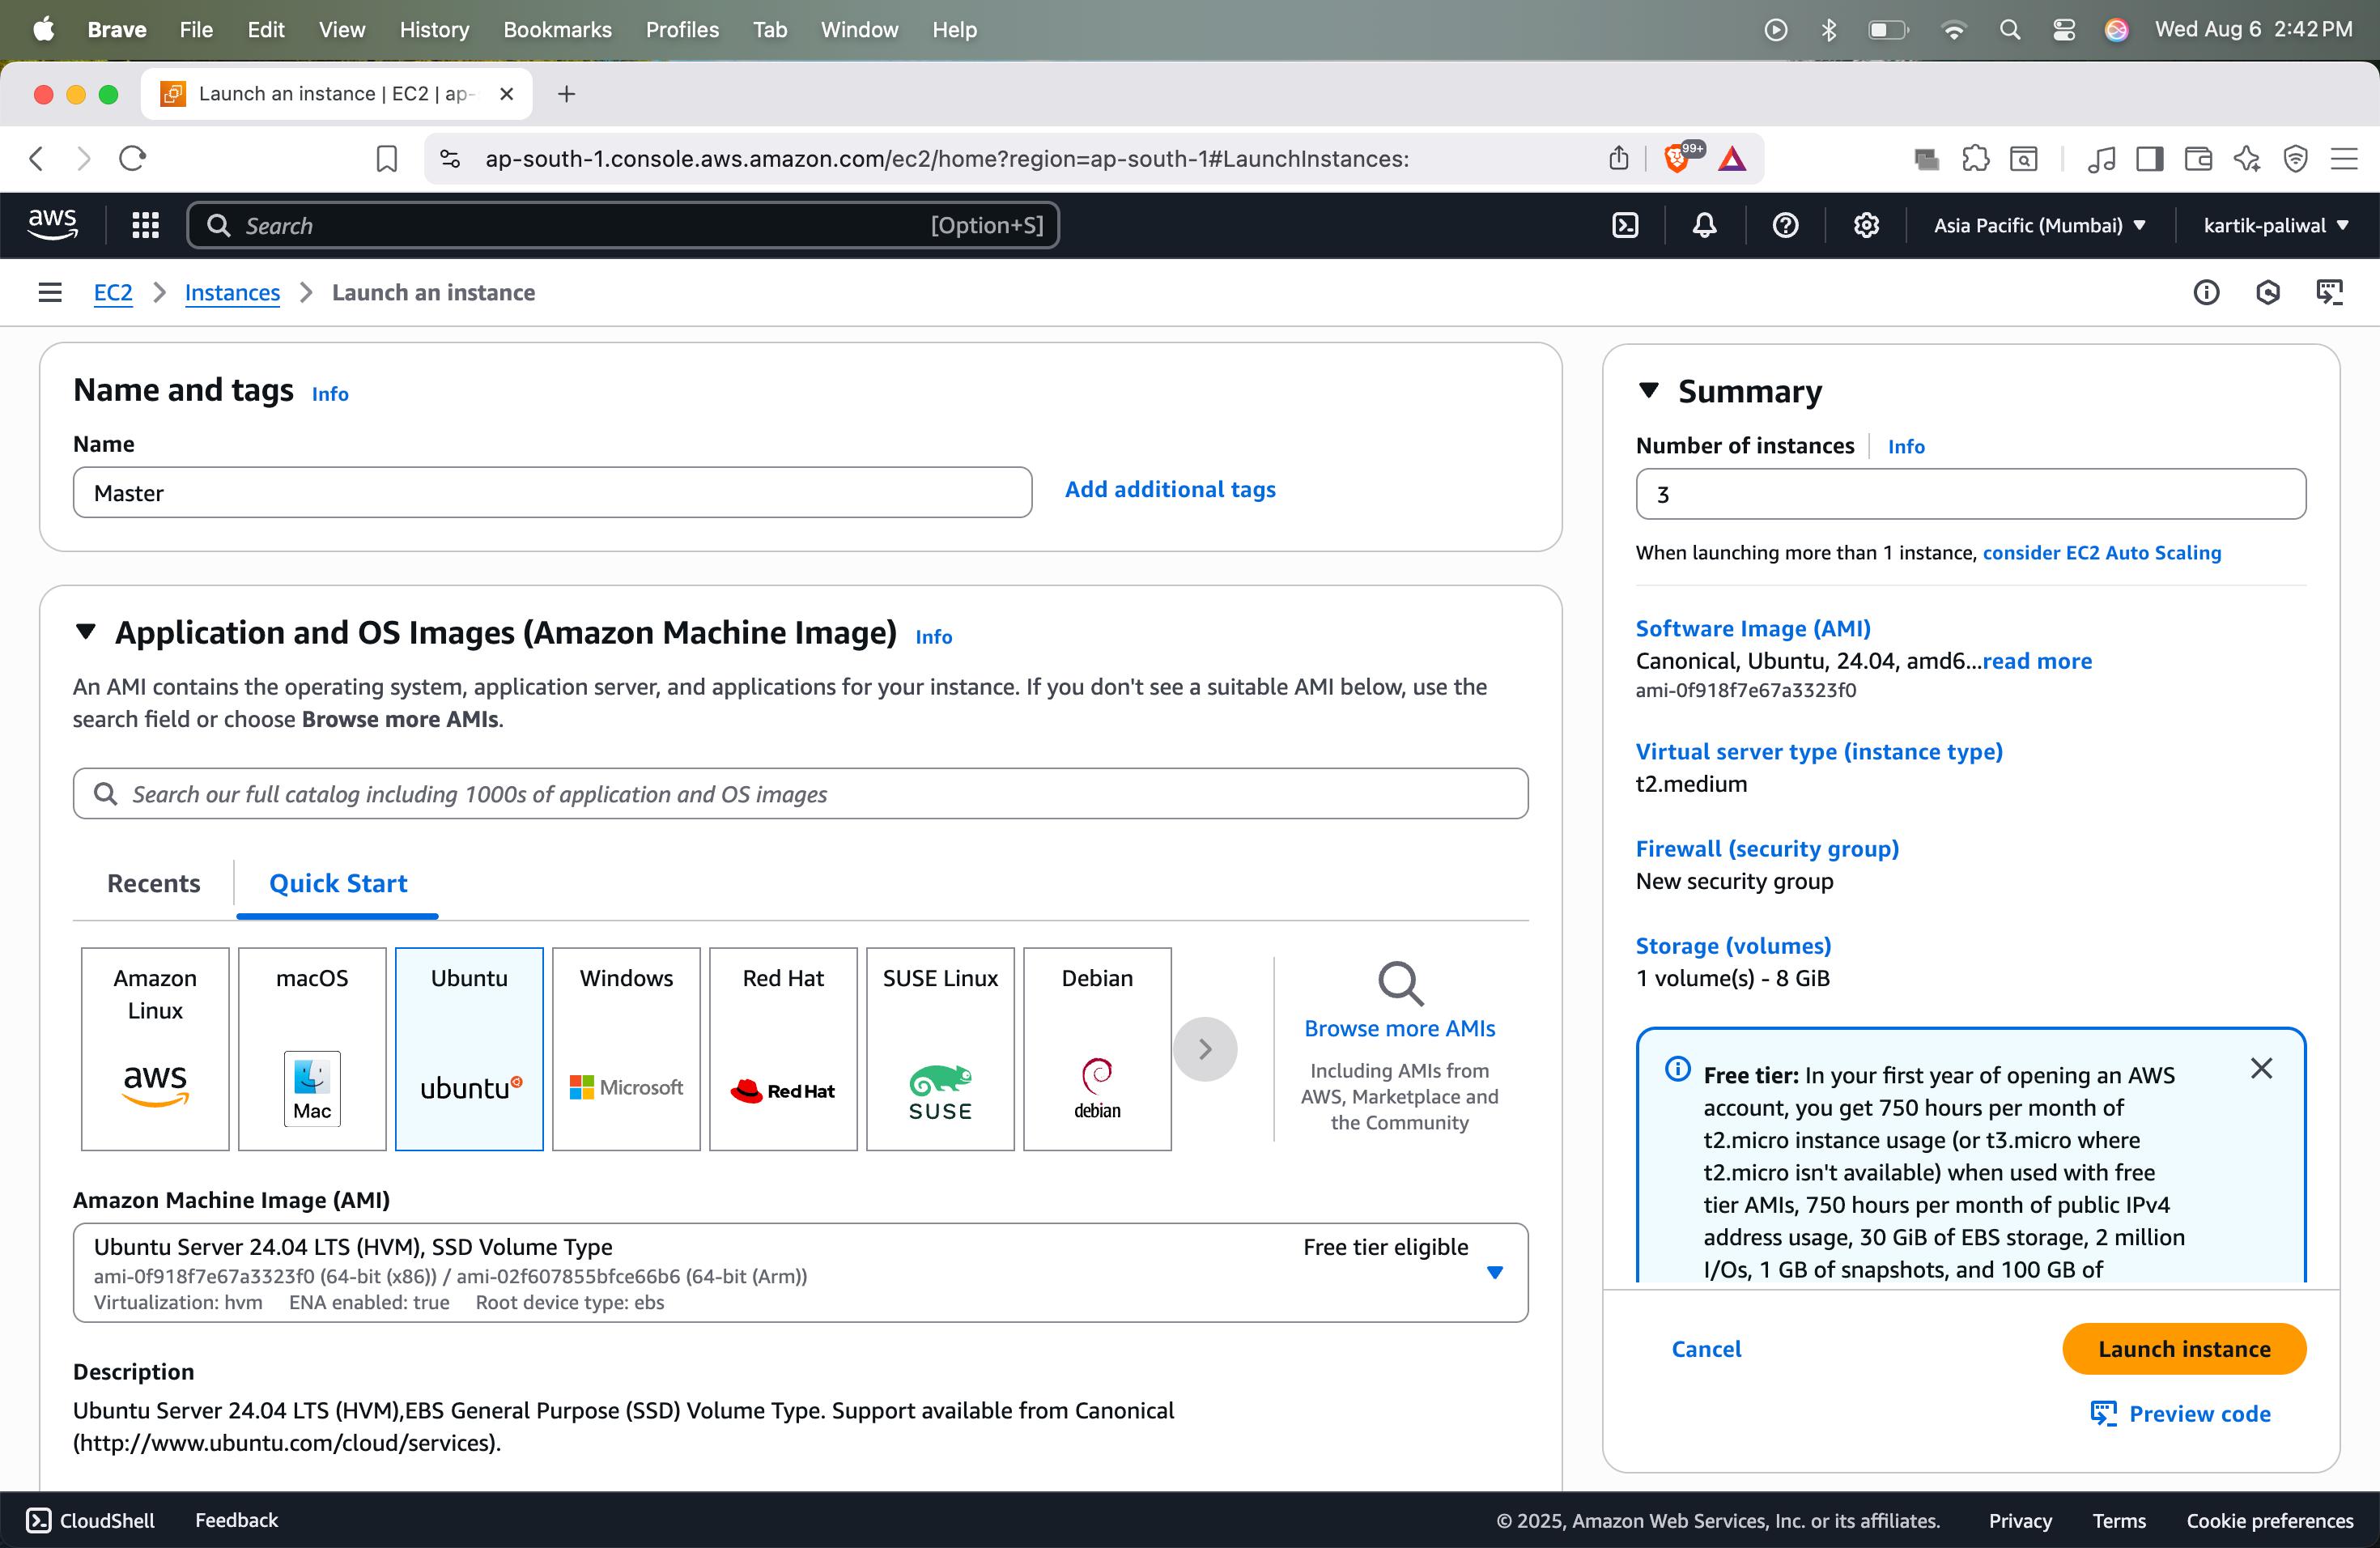 Brave File Edit View History Bookmarks Profiles Tab Window Help Wed Aug 6 2:42 PM
Launch an instance | EC2 | ap-
ap-south-1.console.aws.amazon.com/ec2/home?region=ap-south-1#LaunchInstances:
99+
aws Search [Option+S] Asia Pacific (Mumbai) kartik-paliwal
EC2 Instances Launch an instance
Name and tags Info
Name
Master
Add additional tags
Application and OS Images (Amazon Machine Image) Info
An AMI contains the operating system, application server, and applications for your instance. If you don't see a suitable AMI below, use the
search field or choose Browse more AMIs.
Search our full catalog including 1000s of application and OS images
Recents Quick Start
Amazon
Linux
aws
macOS
Mac
Ubuntu
ubuntu
Windows
Microsoft
Red Hat
Red Hat
SUSE Linux
SUSE
Debian
debian
Browse more AMIs
Including AMIs from
AWS, Marketplace and
the Community
Amazon Machine Image (AMI)
Ubuntu Server 24.04 LTS (HVM), SSD Volume Type Free tier eligible
ami-0f918f7e67a3323f0 (64-bit (x86)) / ami-02f607855bfce66b6 (64-bit (Arm))
Virtualization: hvm ENA enabled: true Root device type: ebs
Description
Ubuntu Server 24.04 LTS (HVM),EBS General Purpose (SSD) Volume Type. Support available from Canonical
(http://www.ubuntu.com/cloud/services).
Summary
Number of instances Info
3
When launching more than 1 instance, consider EC2 Auto Scaling
Software Image (AMI)
Canonical, Ubuntu, 24.04, amd6...read more
ami-0f918f7e67a3323f0
Virtual server type (instance type)
t2.medium
Firewall (security group)
New security group
Storage (volumes)
1 volume(s) - 8 GiB
Free tier: In your first year of opening an AWS
account, you get 750 hours per month of
t2.micro instance usage (or t3.micro where
t2.micro isn't available) when used with free
tier AMIs, 750 hours per month of public IPv4
address usage, 30 GiB of EBS storage, 2 million
I/Os, 1 GB of snapshots, and 100 GB of
Cancel Launch instance
Preview code
CloudShell Feedback © 2025, Amazon Web Services, Inc. or its affiliates. Privacy Terms Cookie preferences